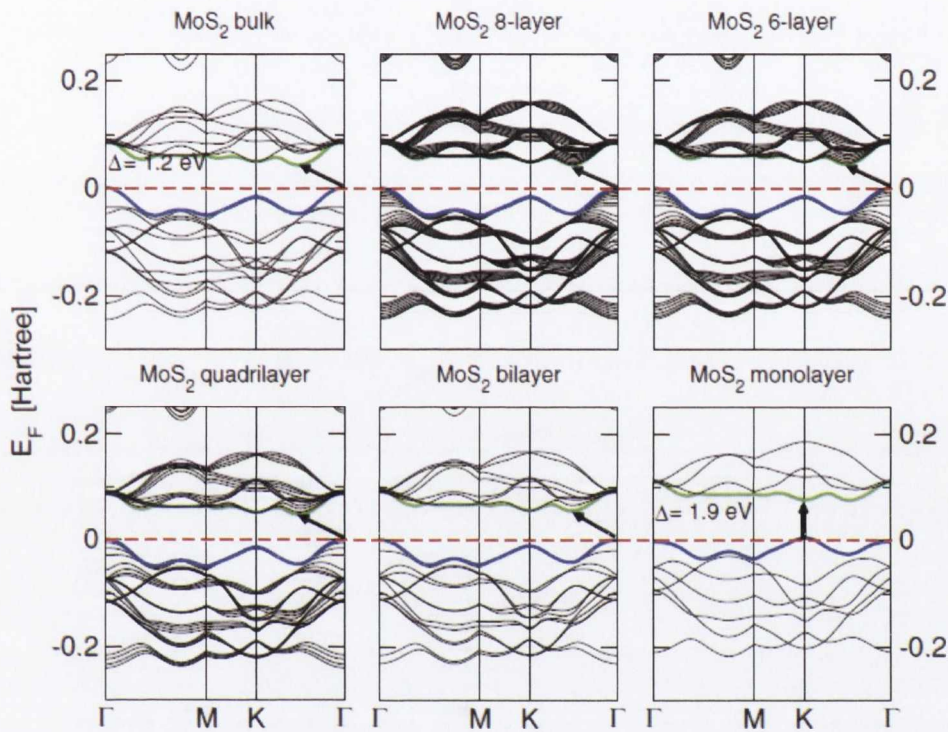 MoS2 bulk
MoS2 8-layer
MoS2 6-layer
0.2
0
-0.2
Δ= 1.2 eV
0.2
0
-0.2
EF [Hartree]
MoS2 quadrilayer
MoS2 bilayer
MoS2 monolayer
0.2
0
-0.2
Δ= 1.9 eV
0.2
0
-0.2
Γ M K Γ M K Γ M K Γ